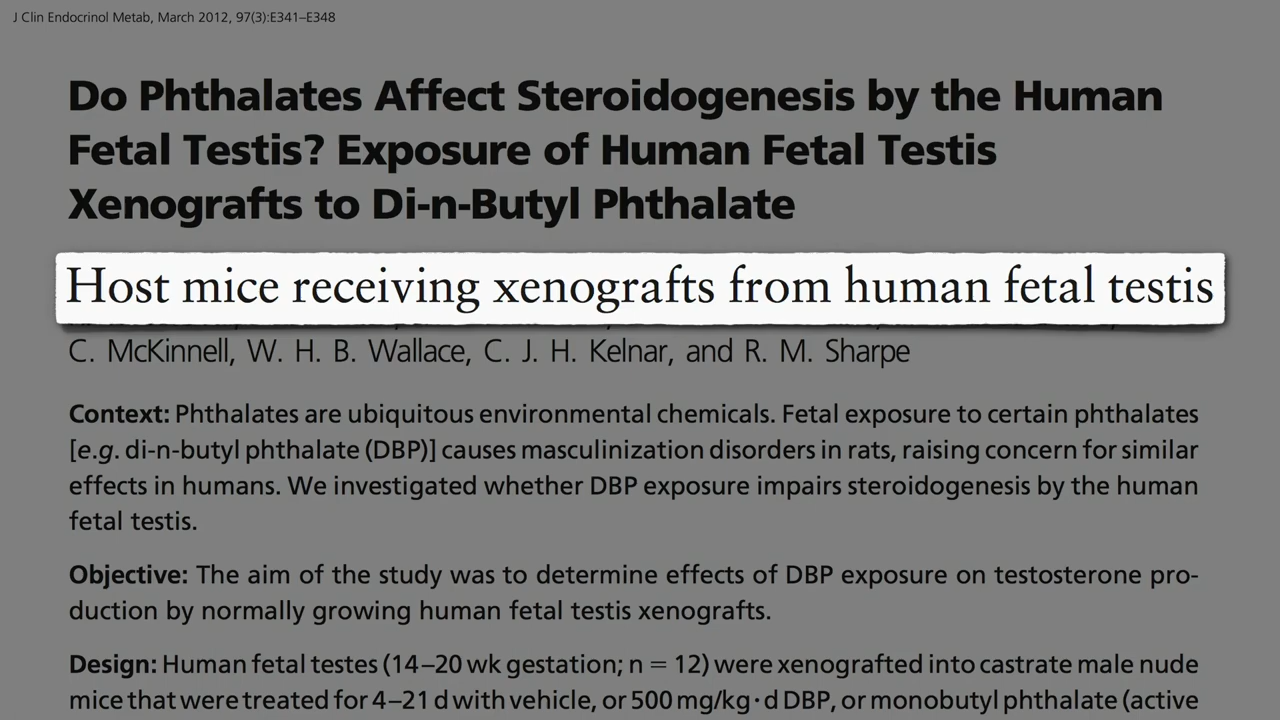 J Clin Endocrinol Metab, March 2012, 97(3):E341–E348
Do Phthalates Affect Steroidogenesis by the Human
Fetal Testis? Exposure of Human Fetal Testis
Xenografts to Di-n-Butyl Phthalate
Host mice receiving xenografts from human fetal testis
C. McKinnell, W. H. B. Wallace, C. J. H. Kelnar, and R. M. Sharpe
Context: Phthalates are ubiquitous environmental chemicals. Fetal exposure to certain phthalates
[e.g. di-n-butyl phthalate (DBP)] causes masculinization disorders in rats, raising concern for similar
effects in humans. We investigated whether DBP exposure impairs steroidogenesis by the human
fetal testis.
Objective: The aim of the study was to determine effects of DBP exposure on testosterone pro-
duction by normally growing human fetal testis xenografts.
Design: Human fetal testes (14–20 wk gestation; n = 12) were xenografted into castrate male nude
mice that were treated for 4–21 d with vehicle, or 500 mg/kg · d DBP, or monobutyl phthalate (active